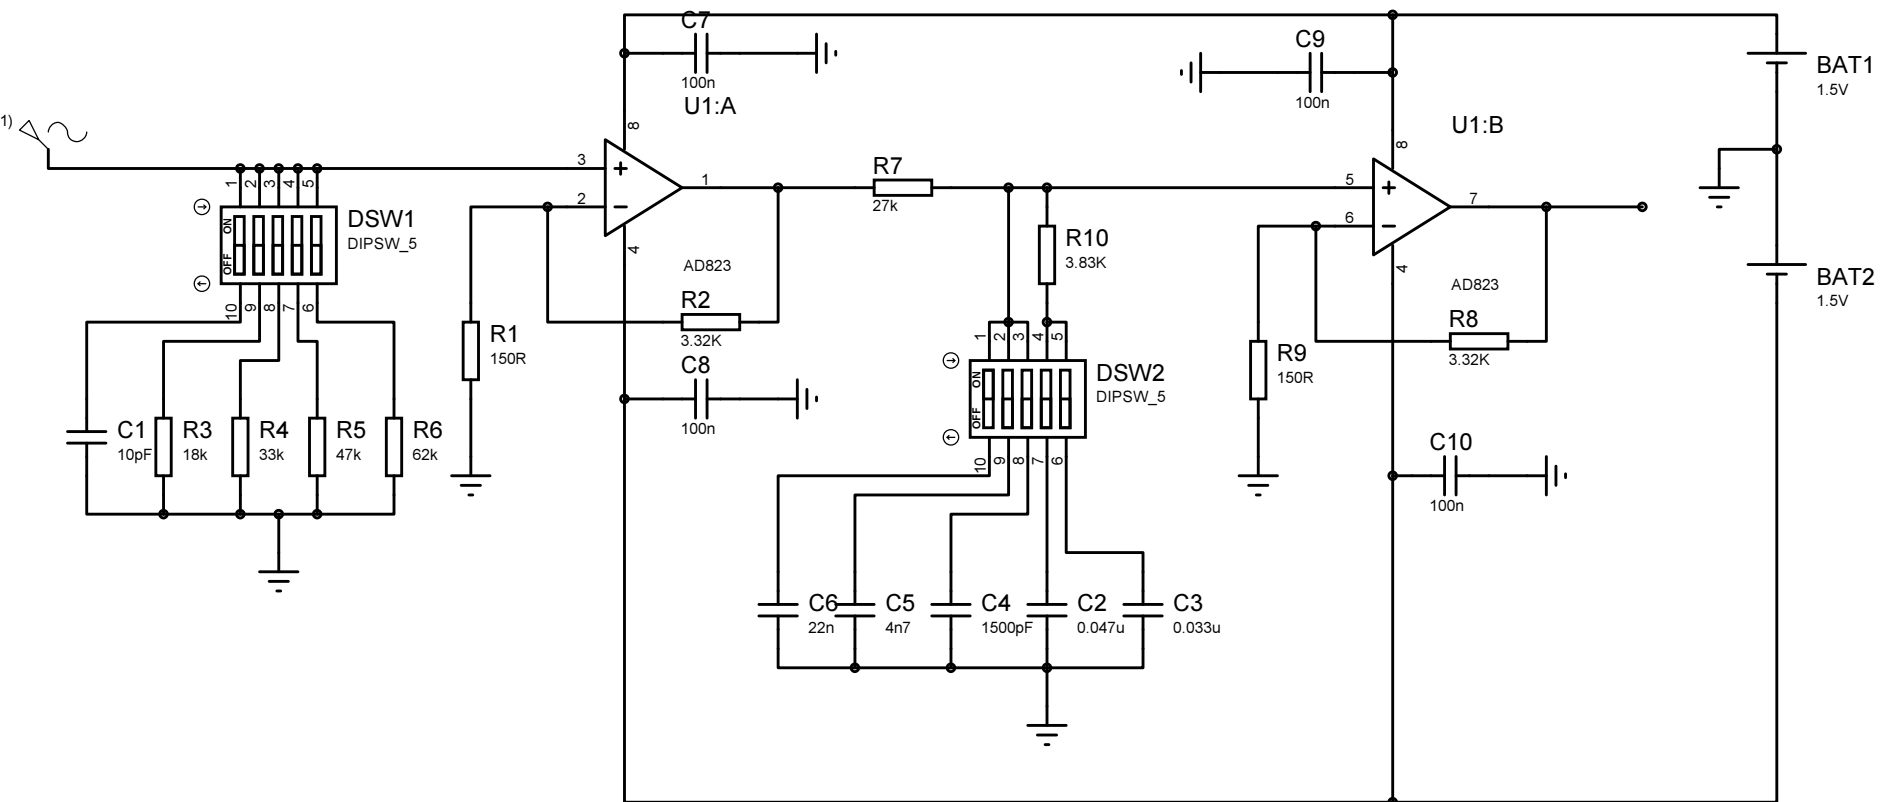 C7
100n
U1:A
8
C9
100n
BAT1
1.5V
U1:B
8
1)
3
2
1
4
AD823
R7
27k
5
6
7
4
AD823
1
2
3
4
5
ON
OFF
DSW1
DIPSW_5
10
9
8
7
6
R10
3.83K
BAT2
1.5V
R1
150R
R2
3.32K
R8
3.32K
R9
150R
C8
100n
1
2
3
4
5
ON
OFF
DSW2
DIPSW_5
10
9
8
7
6
C1
10pF
R3
18k
R4
33k
R5
47k
R6
62k
C10
100n
C6
22n
C5
4n7
C4
1500pF
C2
0.047u
C3
0.033u